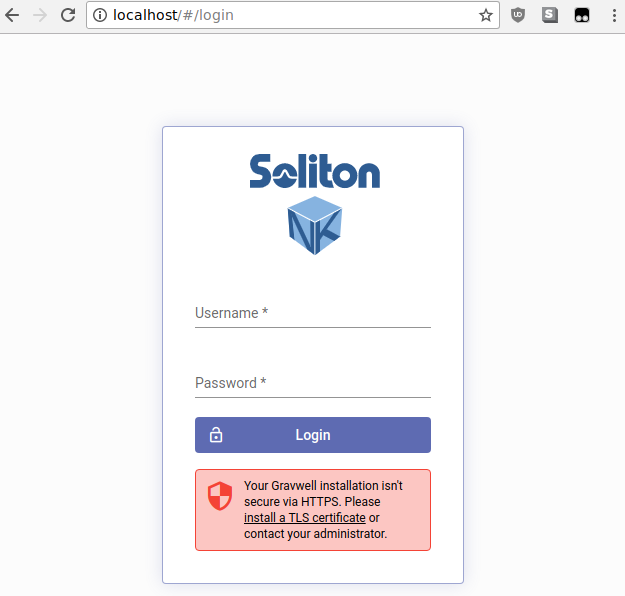 localhost/#/login
Soliton
NK
Username *
Password *
Login
Your Gravwell installation isn't
secure via HTTPS. Please
install a TLS certificate or
contact your administrator.